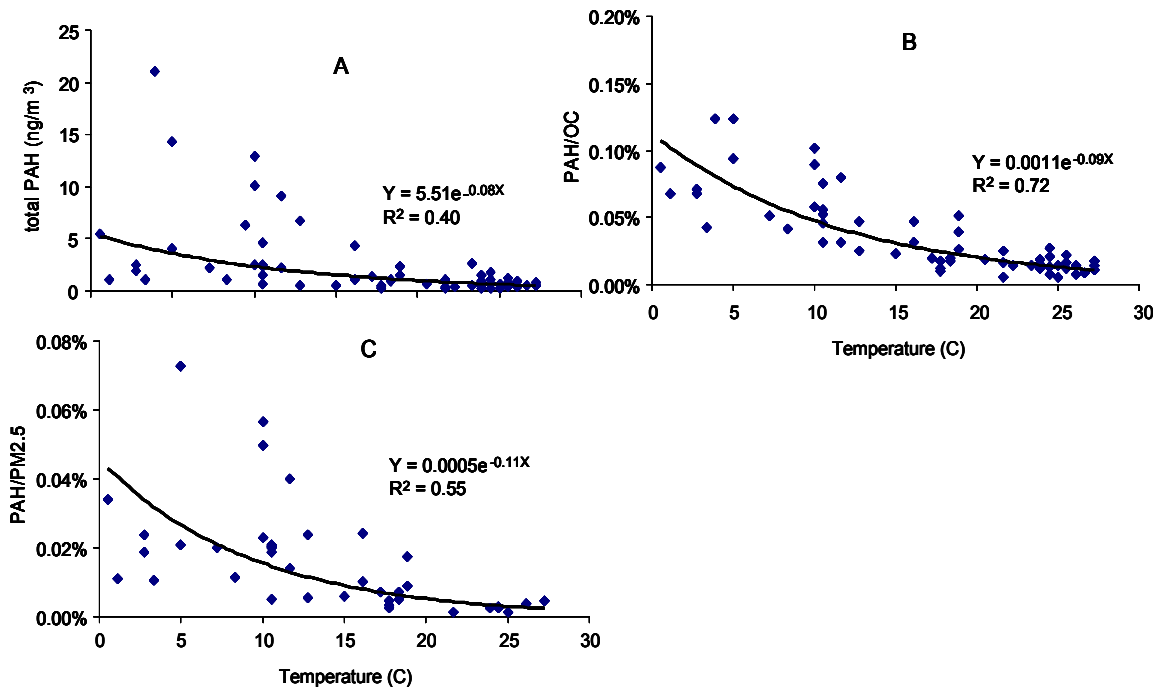 A
total PAH (ng/m³)
25
20
15
10
5
0
Y = 5.51e⁻⁰·⁰⁸ˣ
R² = 0.40
B
PAH/OC
0.20%
0.15%
0.10%
0.05%
0.00%
Y = 0.0011e⁻⁰·⁰⁹ˣ
R² = 0.72
0 5 10 15 20 25 30
Temperature (C)
C
PAH/PM2.5
0.08%
0.06%
0.04%
0.02%
0.00%
Y = 0.0005e⁻⁰·¹¹ˣ
R² = 0.55
0 5 10 15 20 25 30
Temperature (C)